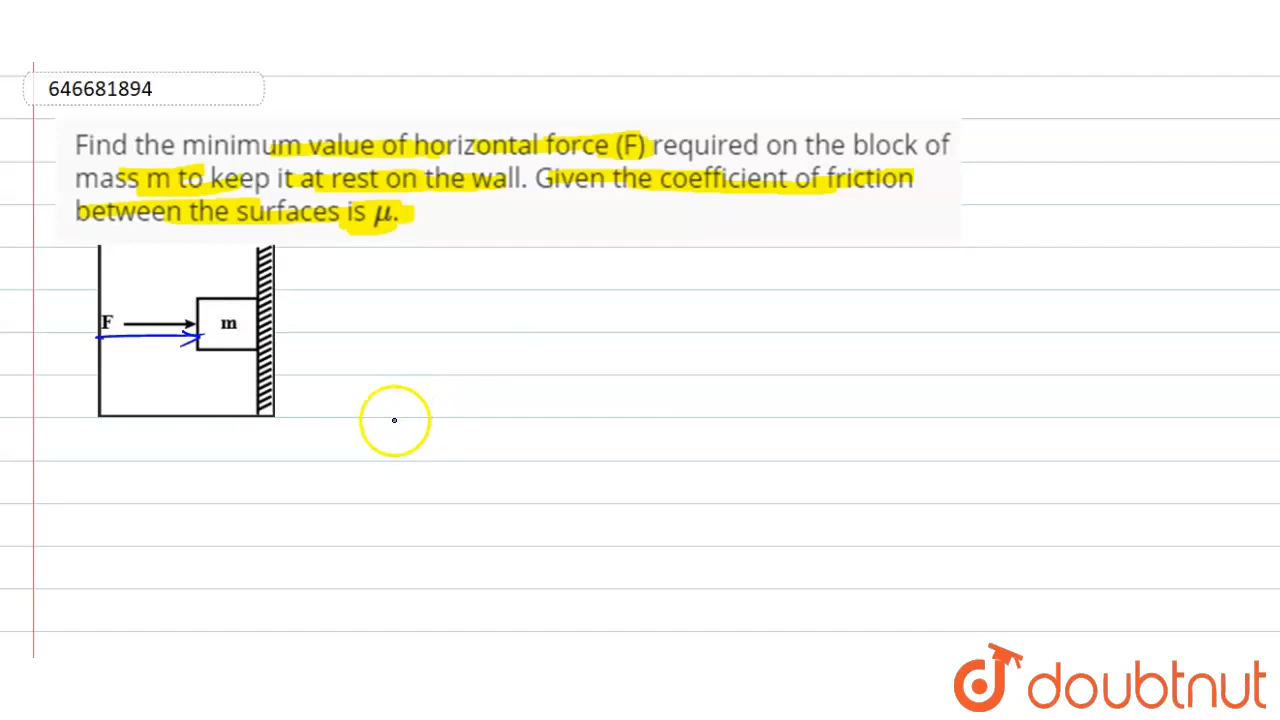 646681894
Find the minimum value of horizontal force (F) required on the block of
mass m to keep it at rest on the wall. Given the coefficient of friction
between the surfaces is μ.
F
m
doubtnut